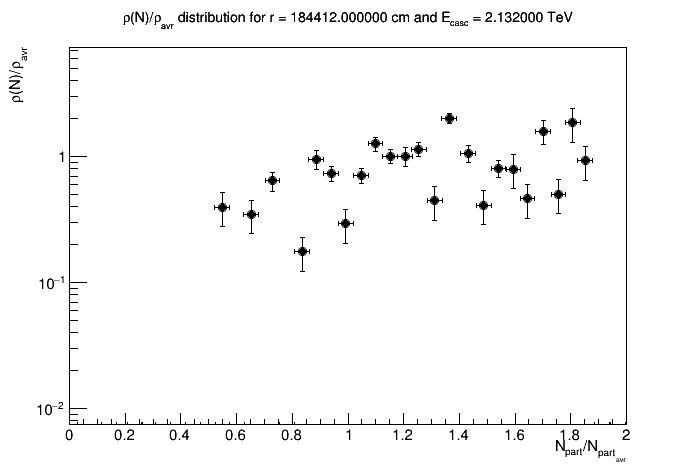 ρ(N)/ρavr distribution for r = 184412.000000 cm and Ecasc = 2.132000 TeV
ρ(N)/ρavr
1
10−1
10−2
0 0.2 0.4 0.6 0.8 1 1.2 1.4 1.6 1.8 2
Npart/Npartavr